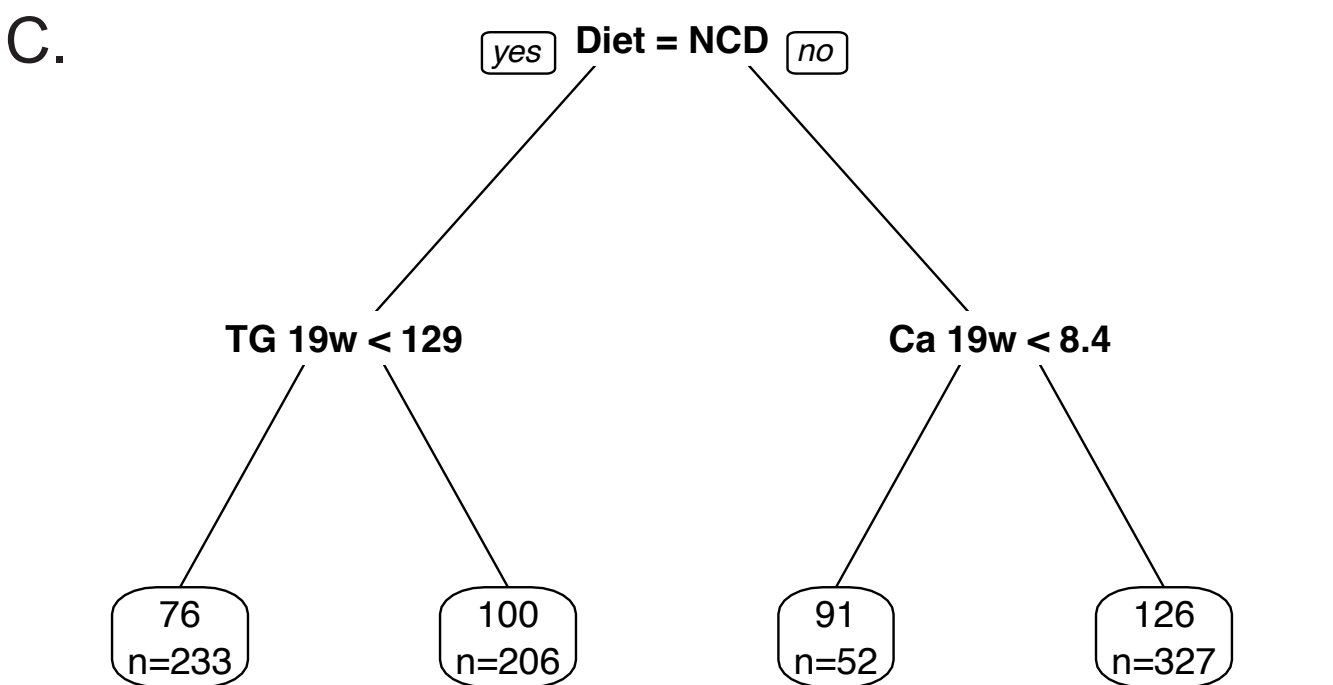 C.
yes Diet = NCD no
TG 19w < 129 Ca 19w < 8.4
76 100 91 126
n=233 n=206 n=52 n=327